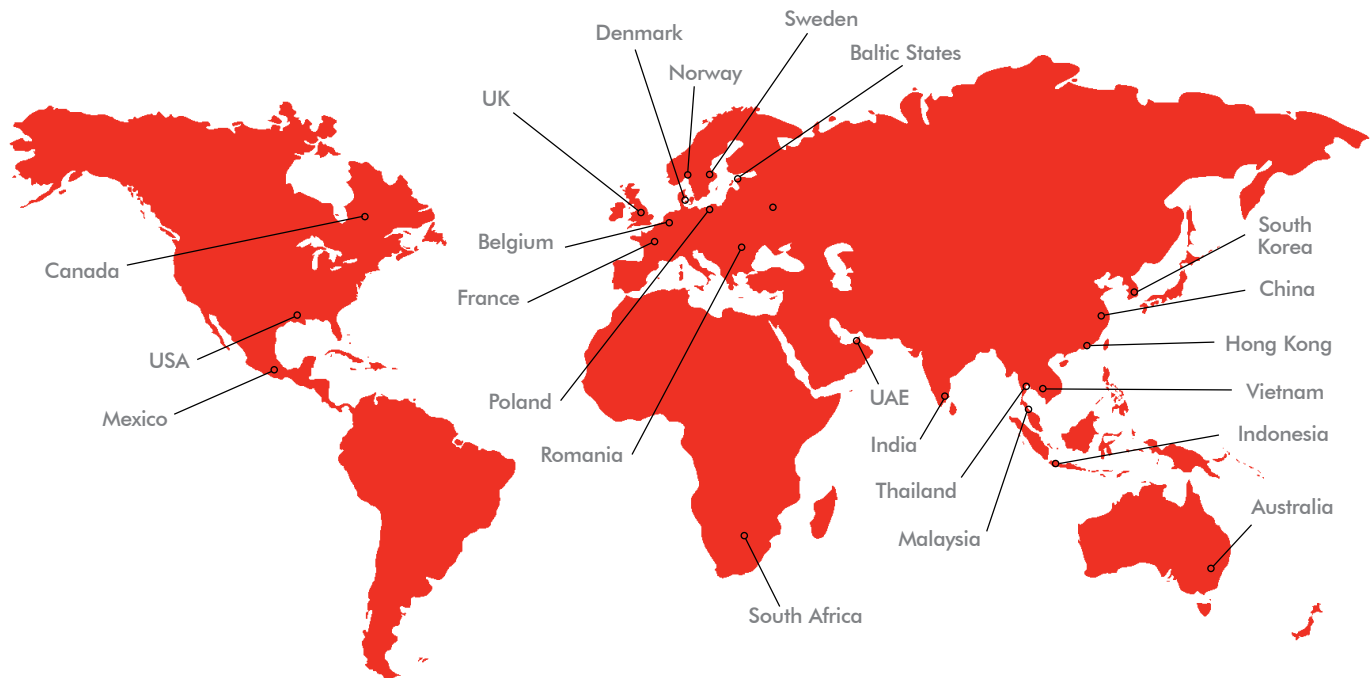 Sweden
Denmark
Baltic States
Norway
UK
South
Korea
Belgium
Canada
China
France
Hong Kong
USA
Vietnam
UAE
Poland
Mexico
Indonesia
India
Romania
Thailand
Australia
Malaysia
South Africa